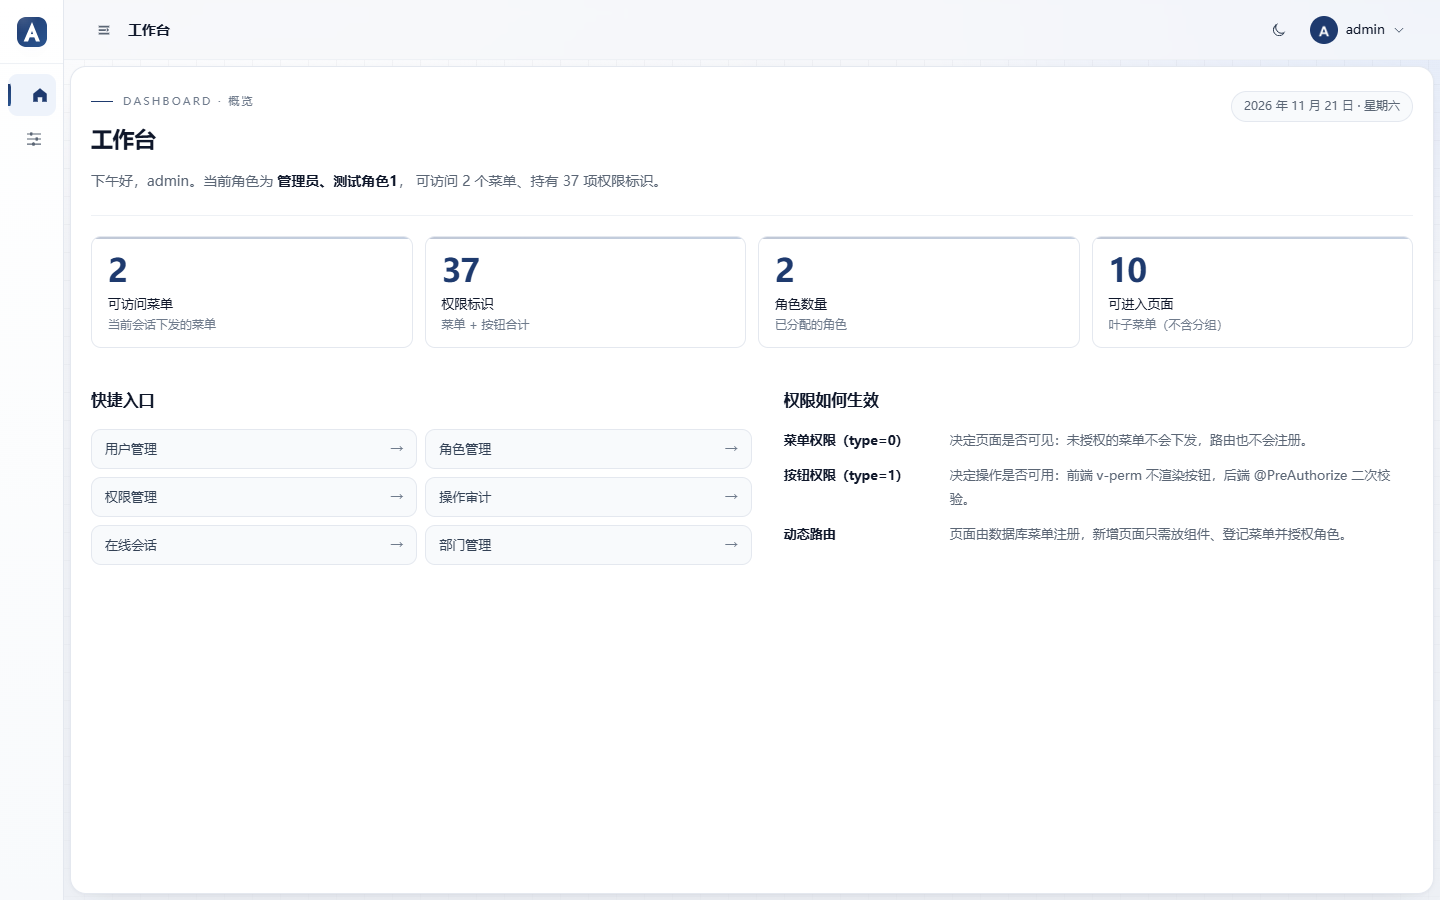 A
工作台
A admin
DASHBOARD · 概览
2026 年 11 月 21 日 · 星期六
工作台
下午好，admin。当前角色为 管理员、测试角色1， 可访问 2 个菜单、持有 37 项权限标识。
2
可访问菜单
当前会话下发的菜单
37
权限标识
菜单 + 按钮合计
2
角色数量
已分配的角色
10
可进入页面
叶子菜单（不含分组）
快捷入口
用户管理 →
角色管理 →
权限管理 →
操作审计 →
在线会话 →
部门管理 →
权限如何生效
菜单权限（type=0） 决定页面是否可见：未授权的菜单不会下发，路由也不会注册。
按钮权限（type=1） 决定操作是否可用：前端 v-perm 不渲染按钮，后端 @PreAuthorize 二次校
验。
动态路由 页面由数据库菜单注册，新增页面只需放组件、登记菜单并授权角色。